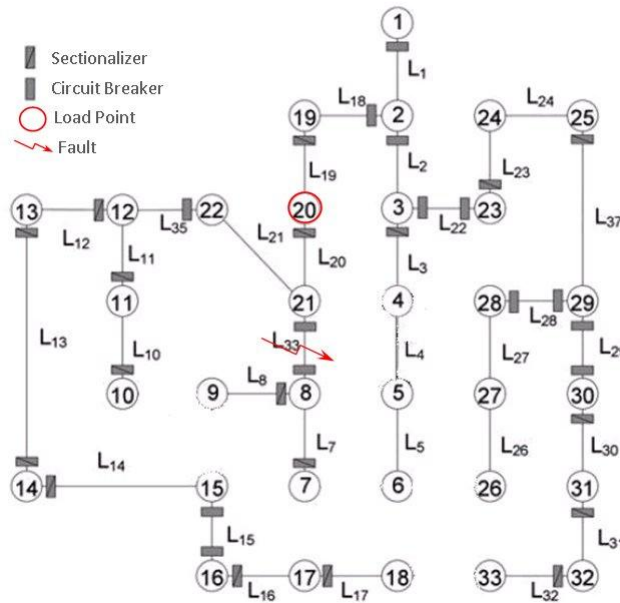 1
Sectionalizer
L1
Circuit Breaker
L18
L24
19
2
24
25
Load Point
Fault
L2
L19
L23
13
12
22
20
3
23
L12
L35
L22
L37
L11
L21
L20
L3
11
21
4
28
29
L28
L13
L33
L10
L4
L27
L8
10
9
8
5
27
30
L14
L7
L5
L26
L30
14
15
7
6
26
31
L15
16
17
18
33
32
L16
L17
L32